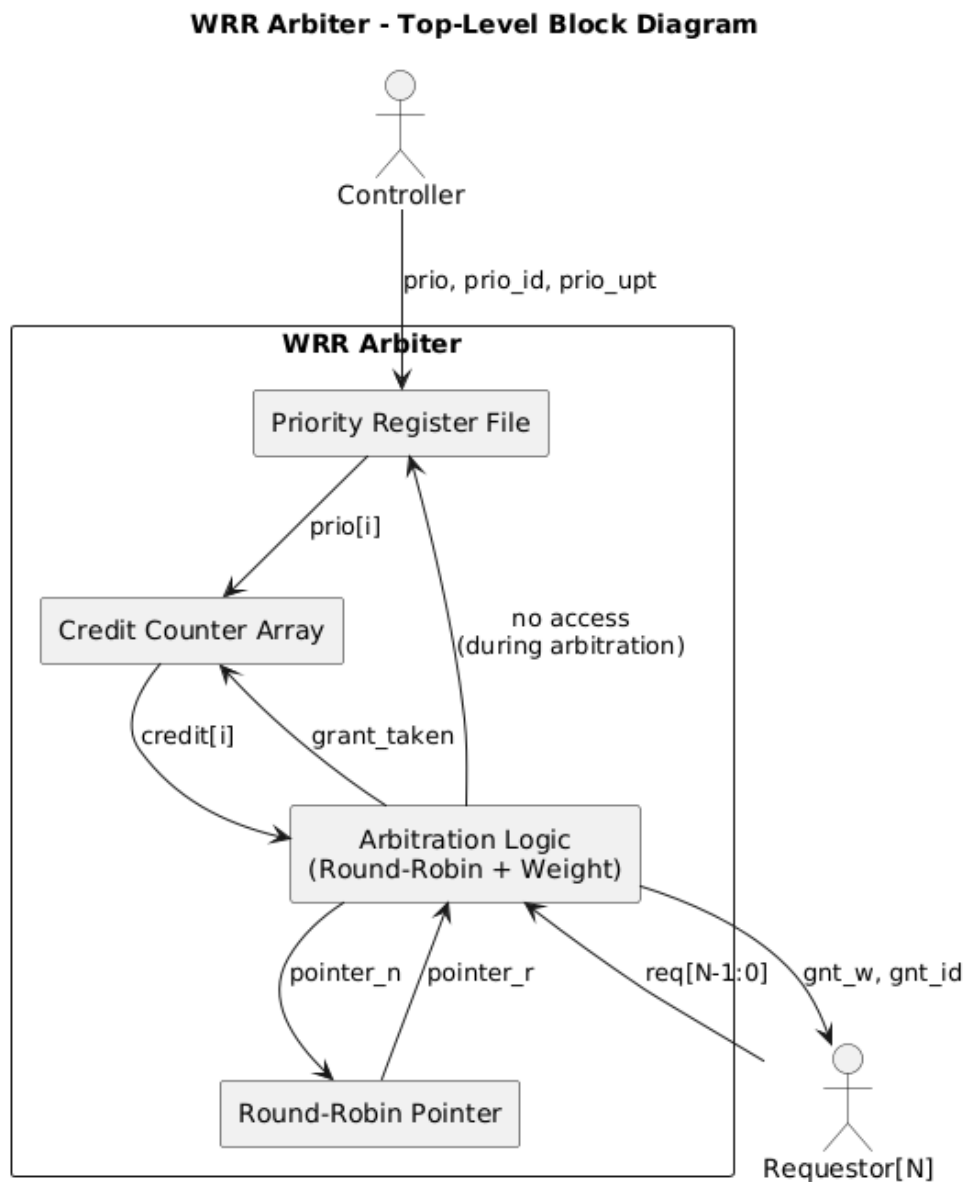 WRR Arbiter - Top-Level Block Diagram
Controller
prio, prio_id, prio_upt
WRR Arbiter
Priority Register File
prio[i]
Credit Counter Array
no access
(during arbitration)
credit[i]
grant_taken
Arbitration Logic
(Round-Robin + Weight)
pointer_n
pointer_r
req[N-1:0]
gnt_w, gnt_id
Round-Robin Pointer
Requestor[N]